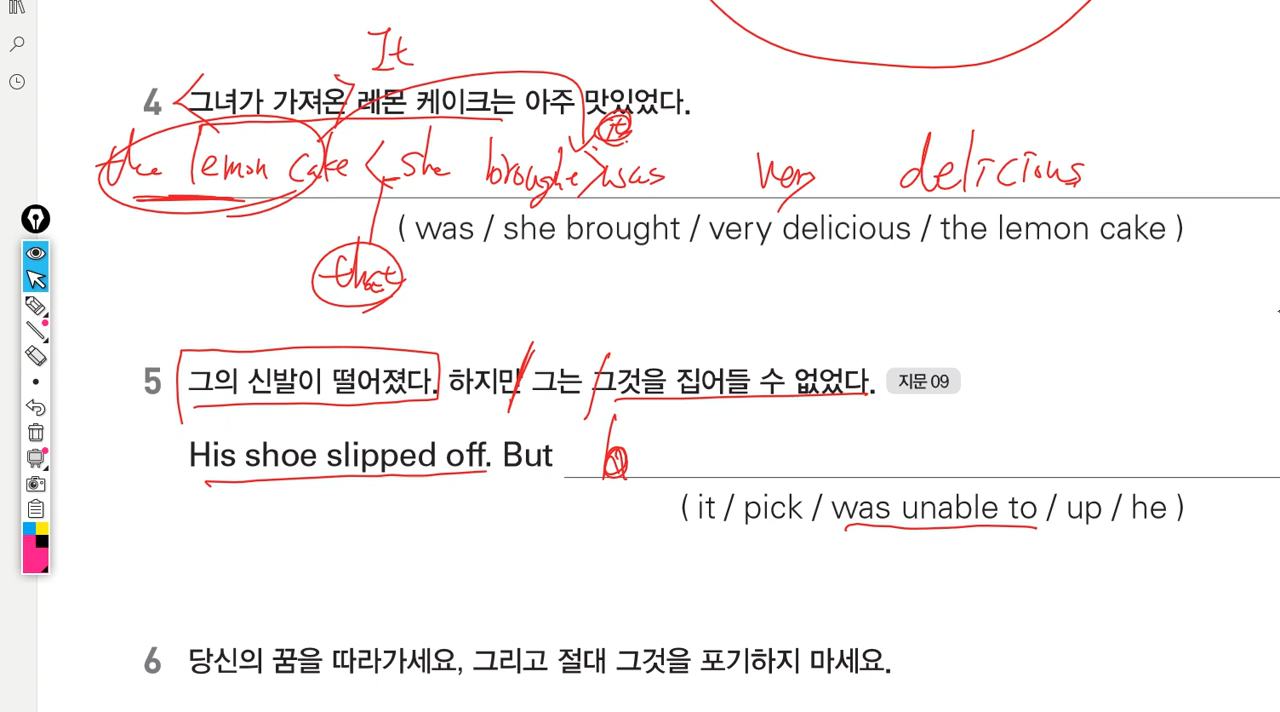 It
4 그녀가 가져온 레몬 케이크는 아주 맛있었다.
it
the lemon cake < she brought > was very delicious
( was / she brought / very delicious / the lemon cake )
that
5 그의 신발이 떨어졌다. 하지만 그는 그것을 집어들 수 없었다. 지문 09
His shoe slipped off. But
( it / pick / was unable to / up / he )
6 당신의 꿈을 따라가세요, 그리고 절대 그것을 포기하지 마세요.